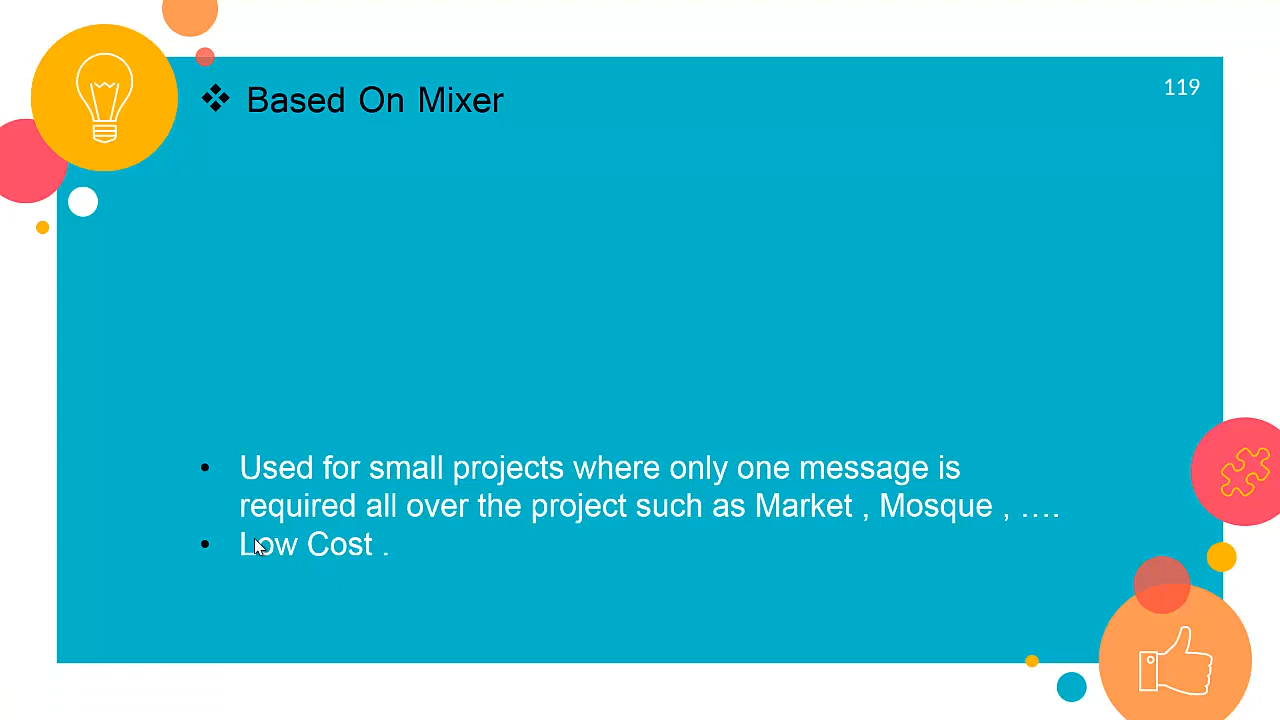 119
❖ Based On Mixer
• Used for small projects where only one message is
required all over the project such as Market , Mosque , ….
• Low Cost .